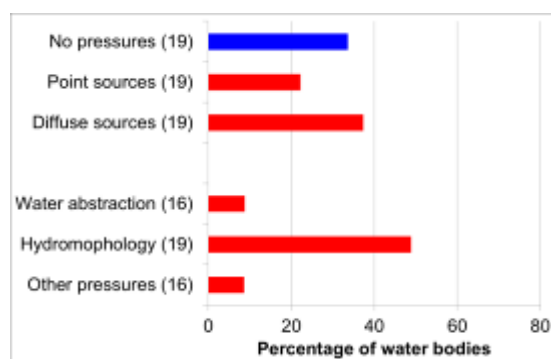 No pressures (19)
Point sources (19)
Diffuse sources (19)
Water abstraction (16)
Hydromophology (19)
Other pressures (16)
0 20 40 60 80
Percentage of water bodies